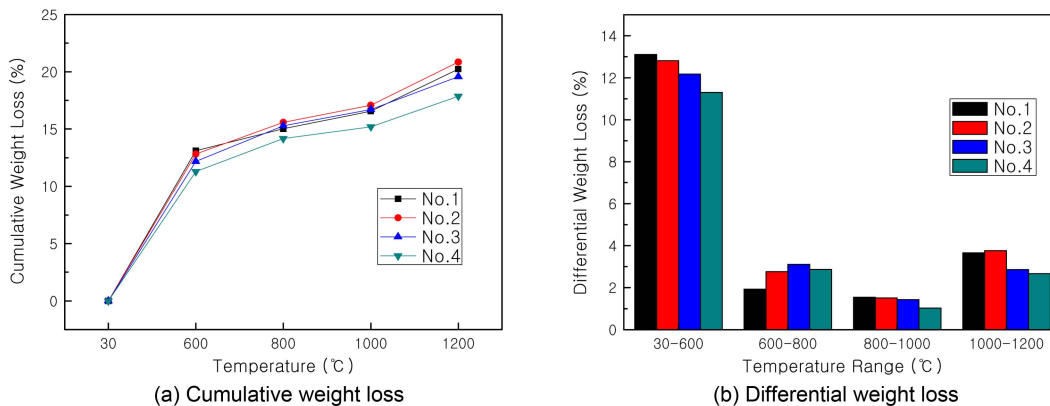 25
20
15
10
5
0
Cumulative Weight Loss (%)
No.1
No.2
No.3
No.4
30 600 800 1000 1200
Temperature (℃)
(a) Cumulative weight loss
14
12
10
8
6
4
2
0
Differential Weight Loss (%)
No.1
No.2
No.3
No.4
30-600 600-800 800-1000 1000-1200
Temperature Range (℃)
(b) Differential weight loss